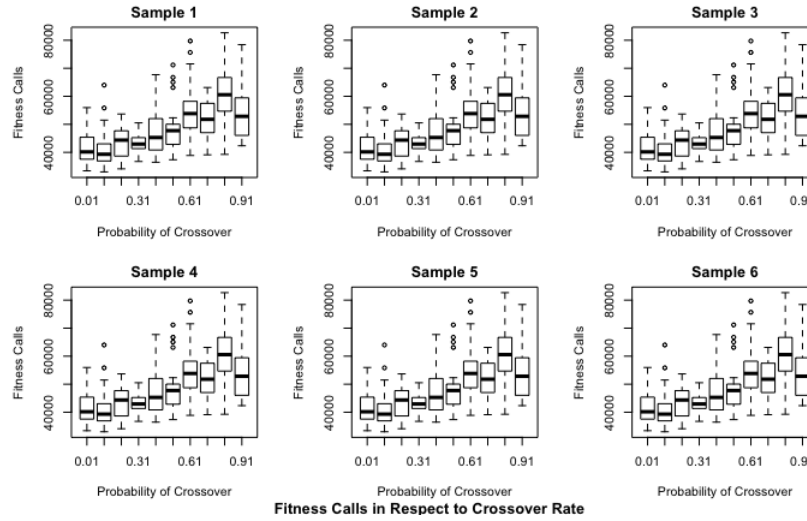 Sample 1
Sample 2
Sample 3
Fitness Calls
40000
60000
80000
0.01
0.31
0.61
0.91
Probability of Crossover
Fitness Calls
40000
60000
80000
0.01
0.31
0.61
0.91
Probability of Crossover
Fitness Calls
40000
60000
80000
0.01
0.31
0.61
0.9
Probability of Crossover
Sample 4
Sample 5
Sample 6
Fitness Calls
40000
60000
80000
0.01
0.31
0.61
0.91
Probability of Crossover
Fitness Calls
40000
60000
80000
0.01
0.31
0.61
0.91
Probability of Crossover
Fitness Calls
40000
60000
80000
0.01
0.31
0.61
0.9
Probability of Crossover
Fitness Calls in Respect to Crossover Rate